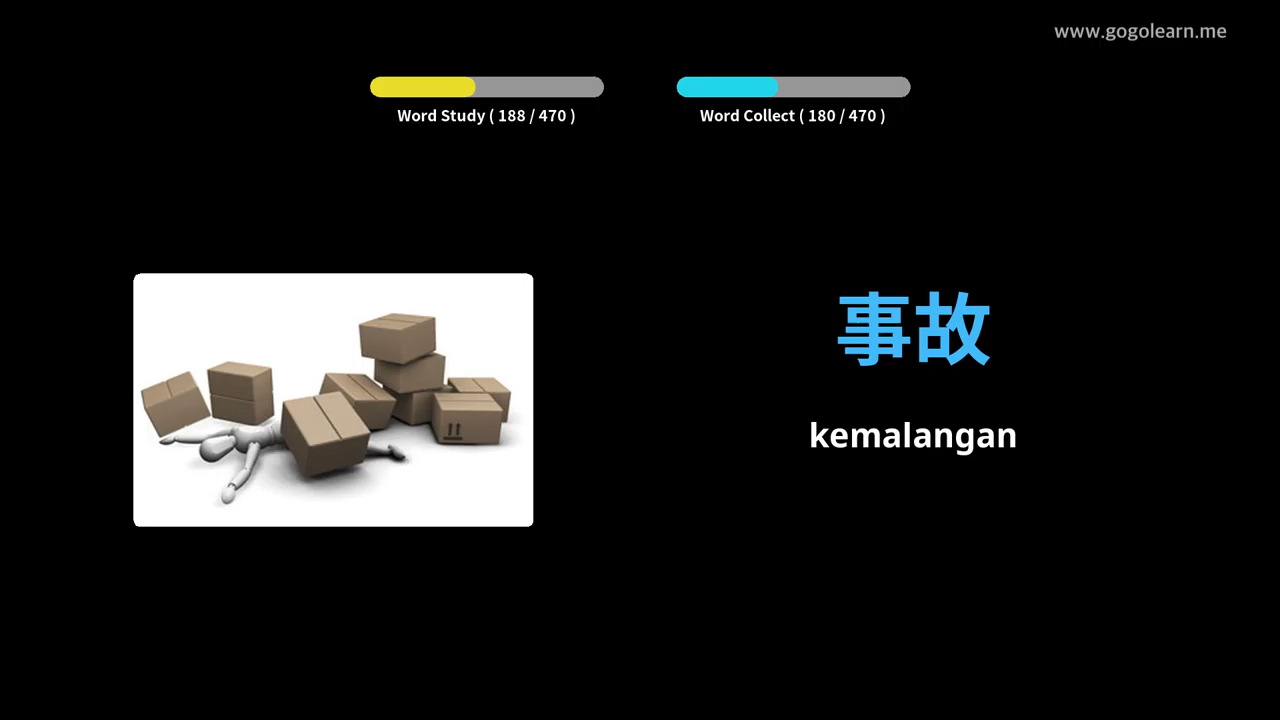 www.gogolearn.me
Word Study ( 188 / 470 )
Word Collect ( 180 / 470 )
事故
kemalangan